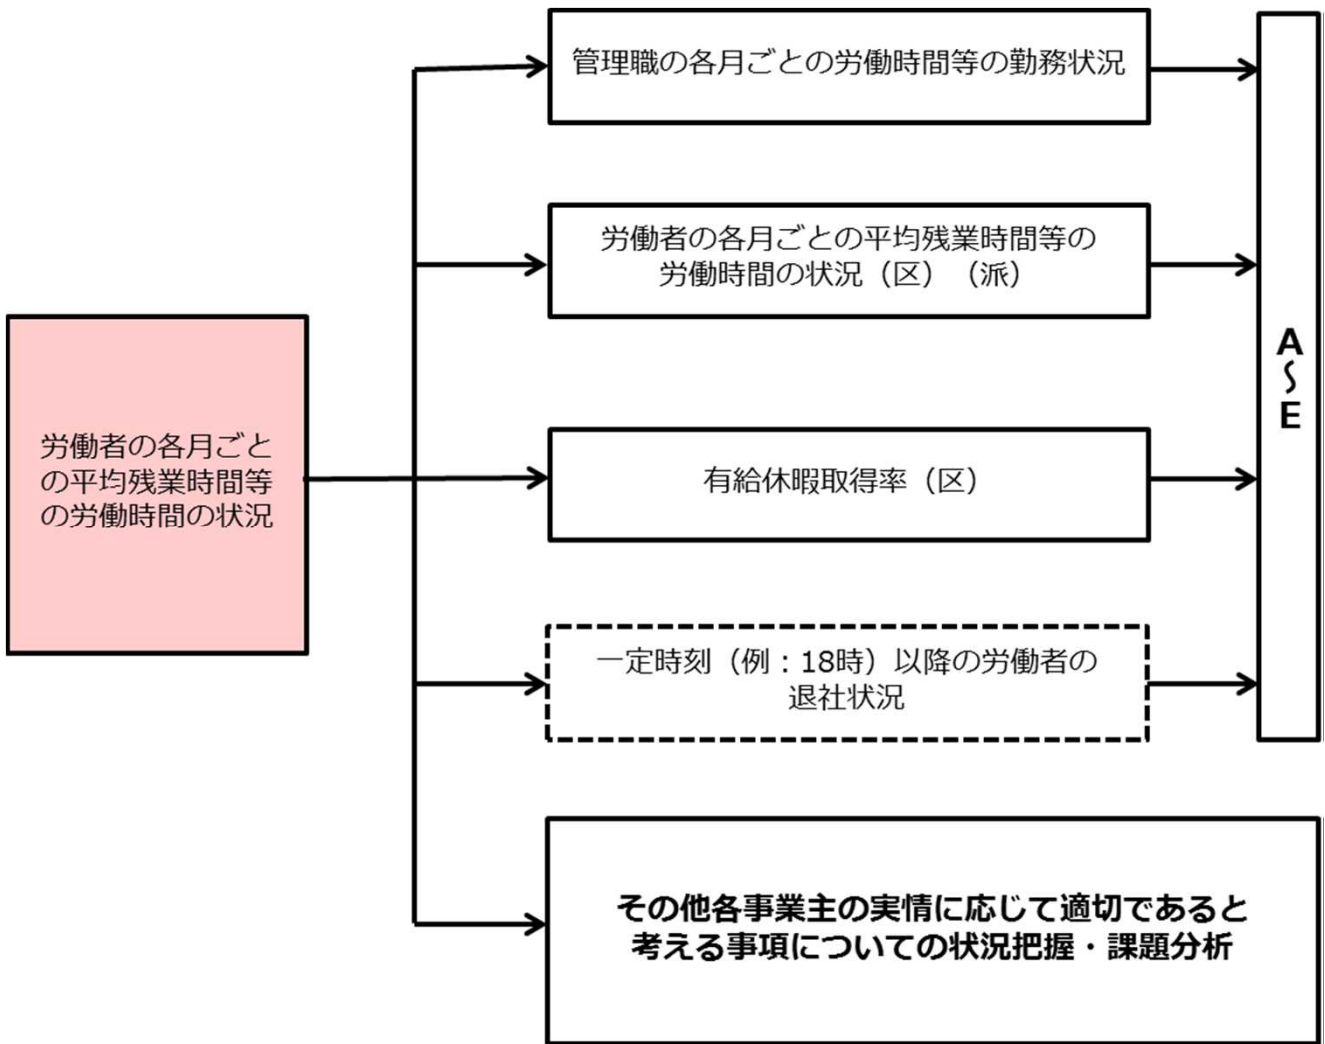 管理職の各月ごとの労働時間等の勤務状況
労働者の各月ごとの平均残業時間等の
労働時間の状況（区）（派）
労働者の各月ごと
の平均残業時間等
の労働時間の状況
有給休暇取得率（区）
一定時刻（例：18時）以降の労働者の
退社状況
A
～
E
その他各事業主の実情に応じて適切であると
考える事項についての状況把握・課題分析